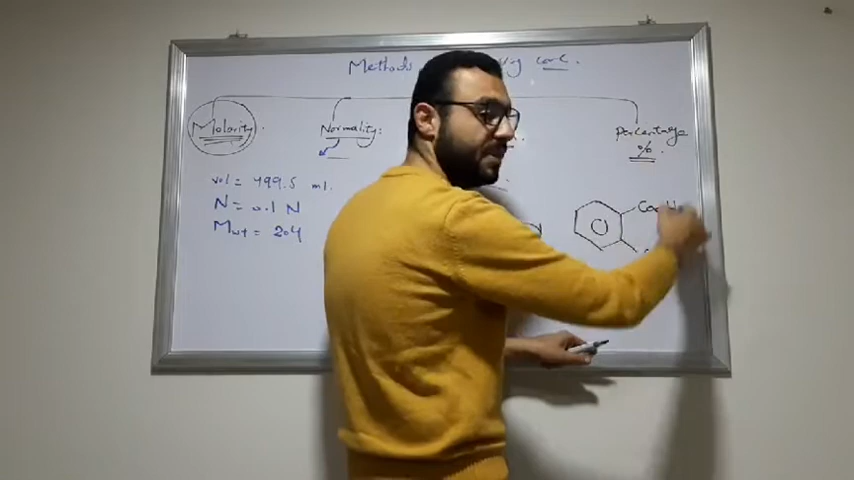 Methods
conc.
Molarity
Normality:
Percentage
%
vol = 499.5 ml.
N = 0.1 N
Mwt = 204